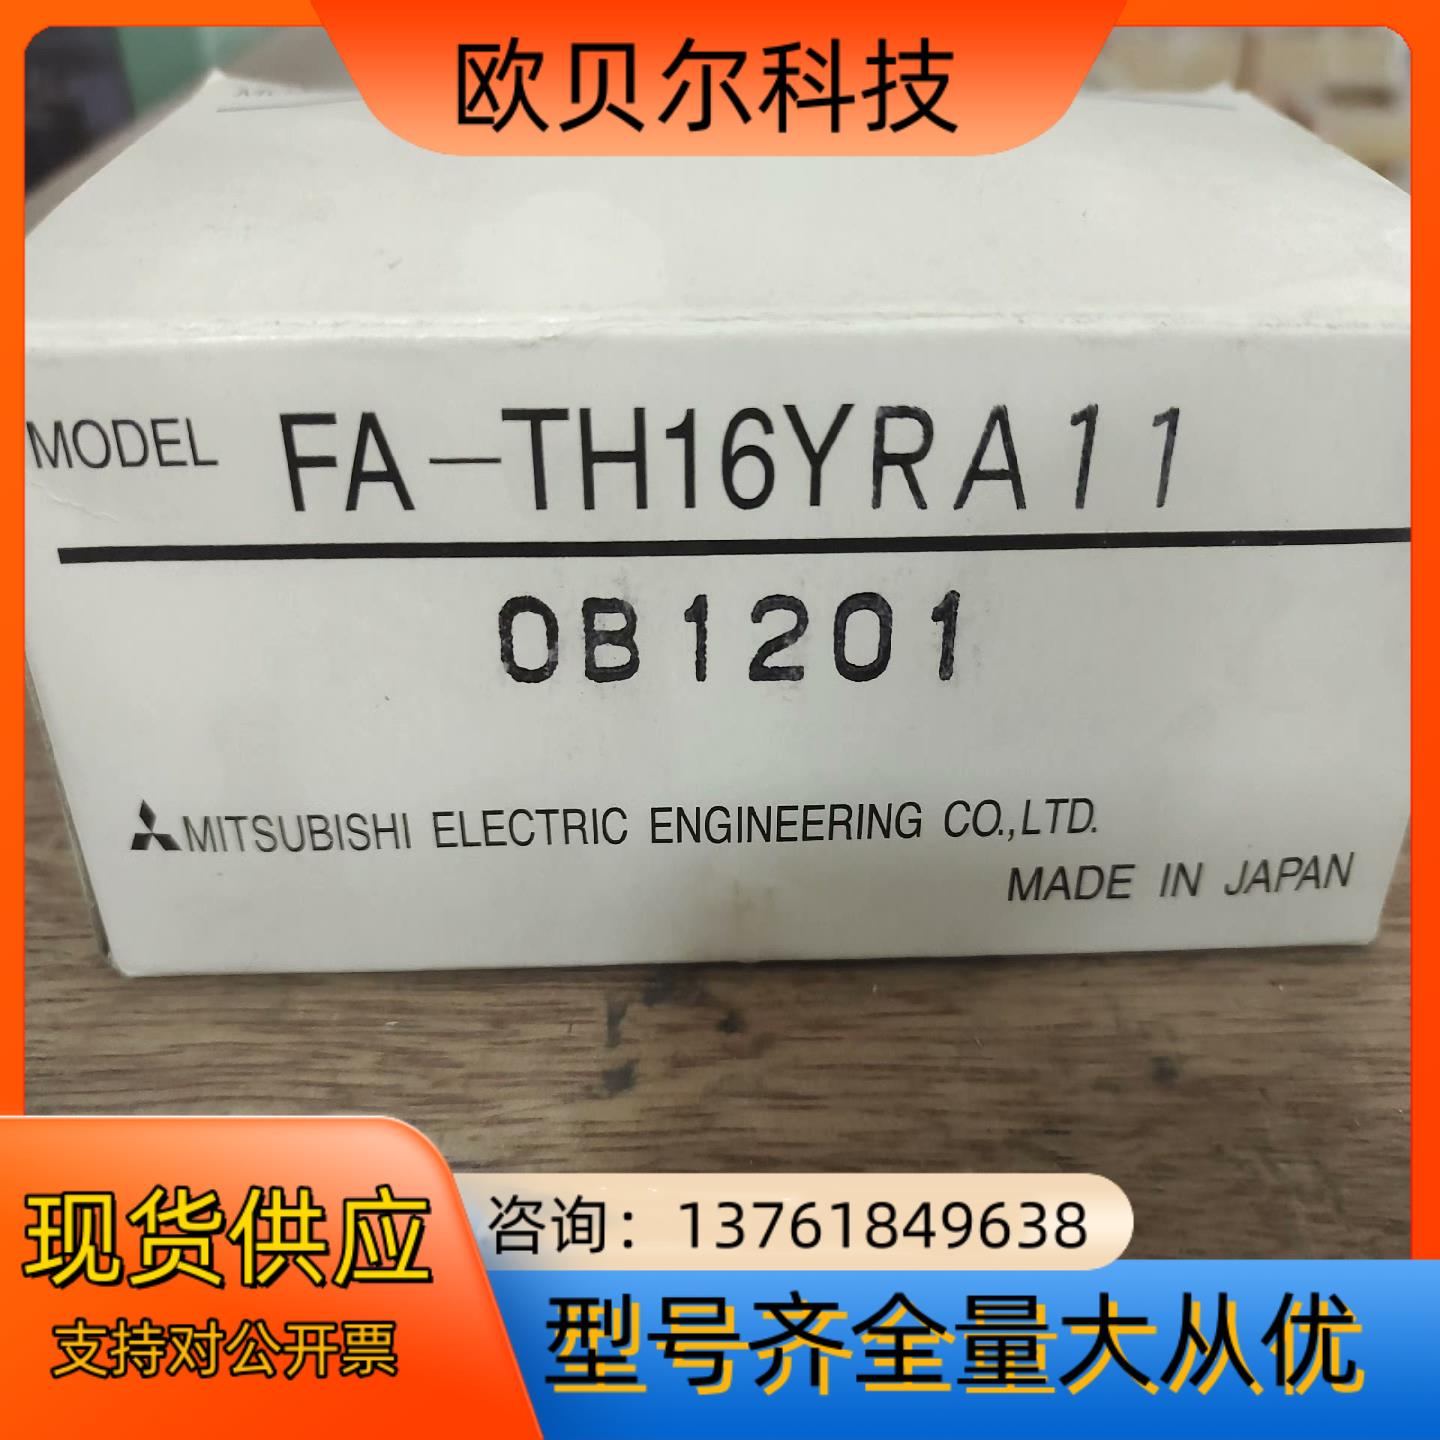 欧贝尔科技
MODEL FA-TH16YRA11
0B1201
MITSUBISHI ELECTRIC ENGINEERING CO.,LTD.
MADE IN JAPAN
现货供应
支持对公开票
咨询：13761849638
型号齐全量大从优